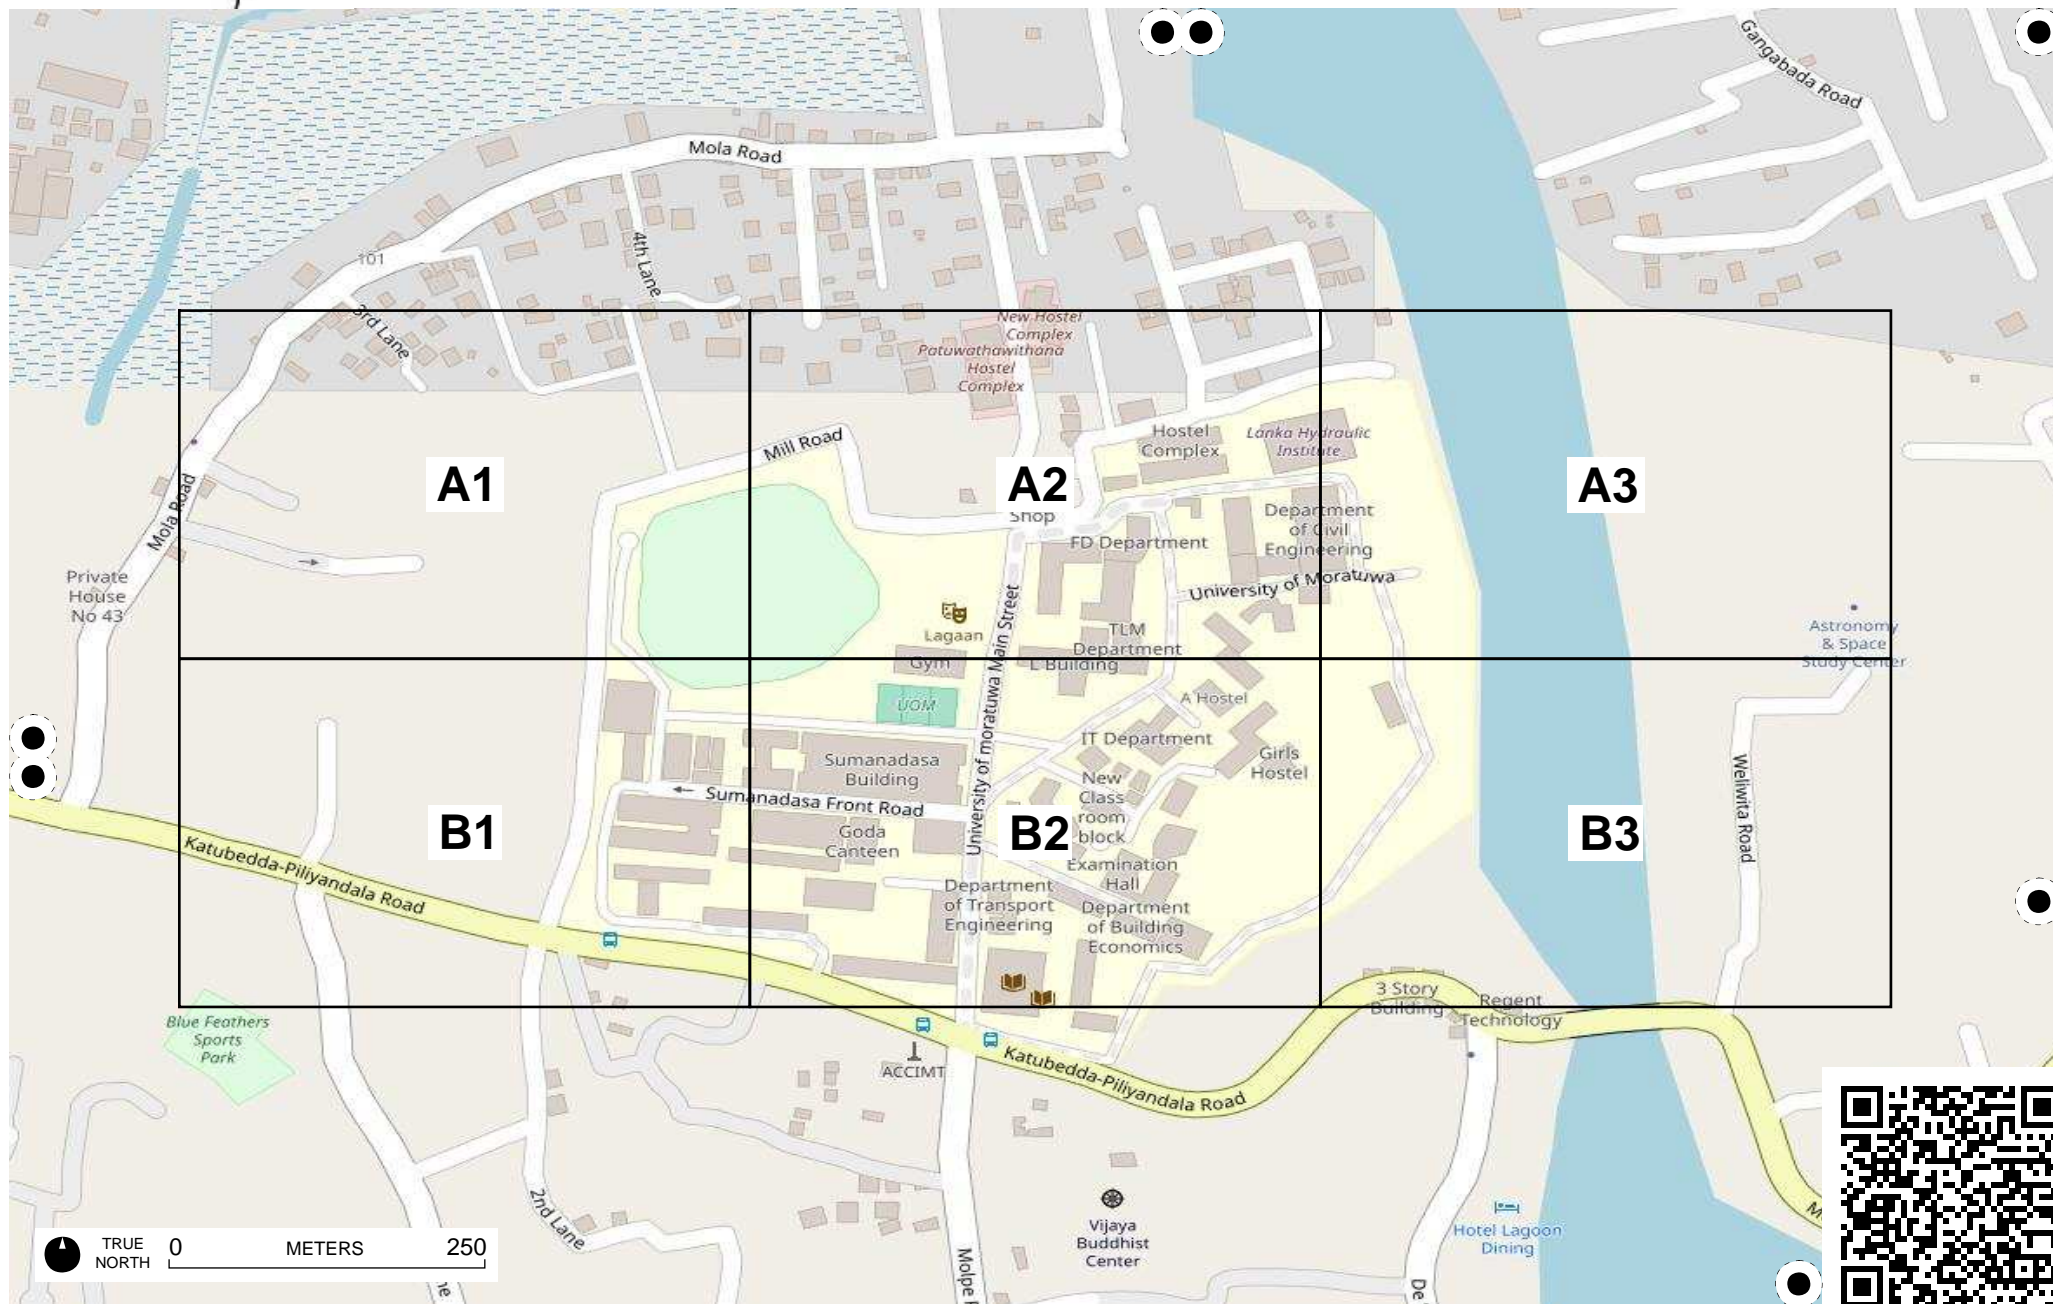 Gangabada Road
Mola Road
101
4th Lane
3rd Lane
New Hostel
Complex
Patuwathawithana
Hostel
Complex
Mill Road
Hostel
Complex
Lanka Hydraulic
Institute
A1
A2
A3
Shop
Mola Road
Department
of Civil
Engineering
FD Department
Private
House
No 43
University of Moratuwa
Lagaan
TLM
Department
Astronomy
& Space
Study Center
Gym
L Building
University of moratuwa Main Street
UOM
A Hostel
IT Department
Sumanadasa
Building
Girls
Hostel
New
Class
room
block
Sumanadasa Front Road
Weliwita Road
B1
B2
B3
Goda
Canteen
Katubedda-Piliyandala Road
Examination
Hall
Department
of Transport
Engineering
Department
of Building
Economics
3 Story
Building
Regent
Technology
Blue Feathers
Sports
Park
ACCIMT
Katubedda-Piliyandala Road
2nd Lane
Vijaya
Buddhist
Center
Hotel Lagoon
Dining
Molpe
TRUE
NORTH
0
METERS
250